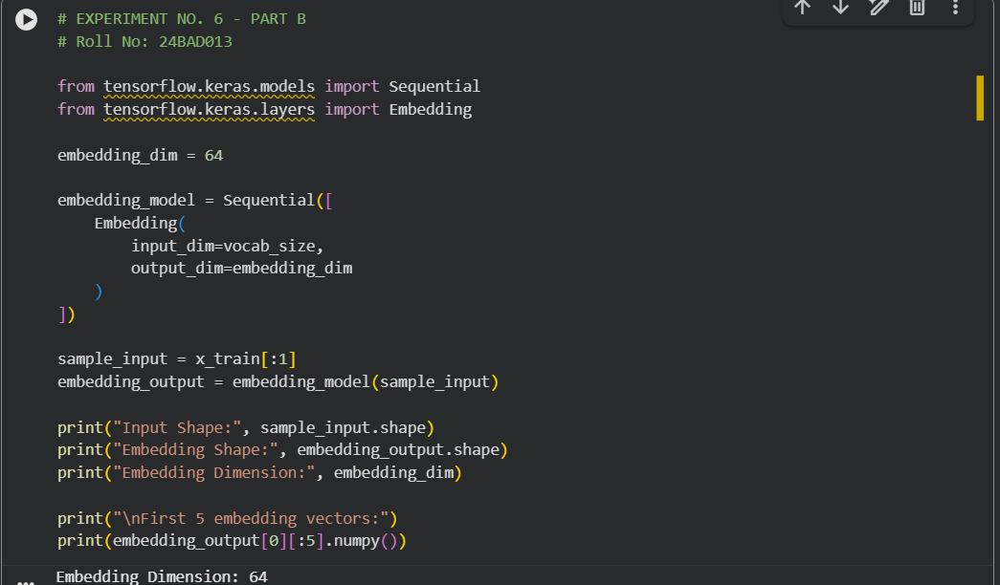 # EXPERIMENT NO. 6 - PART B
# Roll No: 24BAD013
from tensorflow.keras.models import Sequential
from tensorflow.keras.layers import Embedding
embedding_dim = 64
embedding_model = Sequential([
    Embedding(
        input_dim=vocab_size,
        output_dim=embedding_dim
    )
])
sample_input = x_train[:1]
embedding_output = embedding_model(sample_input)
print("Input Shape:", sample_input.shape)
print("Embedding Shape:", embedding_output.shape)
print("Embedding Dimension:", embedding_dim)
print("\nFirst 5 embedding vectors:")
print(embedding_output[0][:5].numpy())
Embedding Dimension: 64